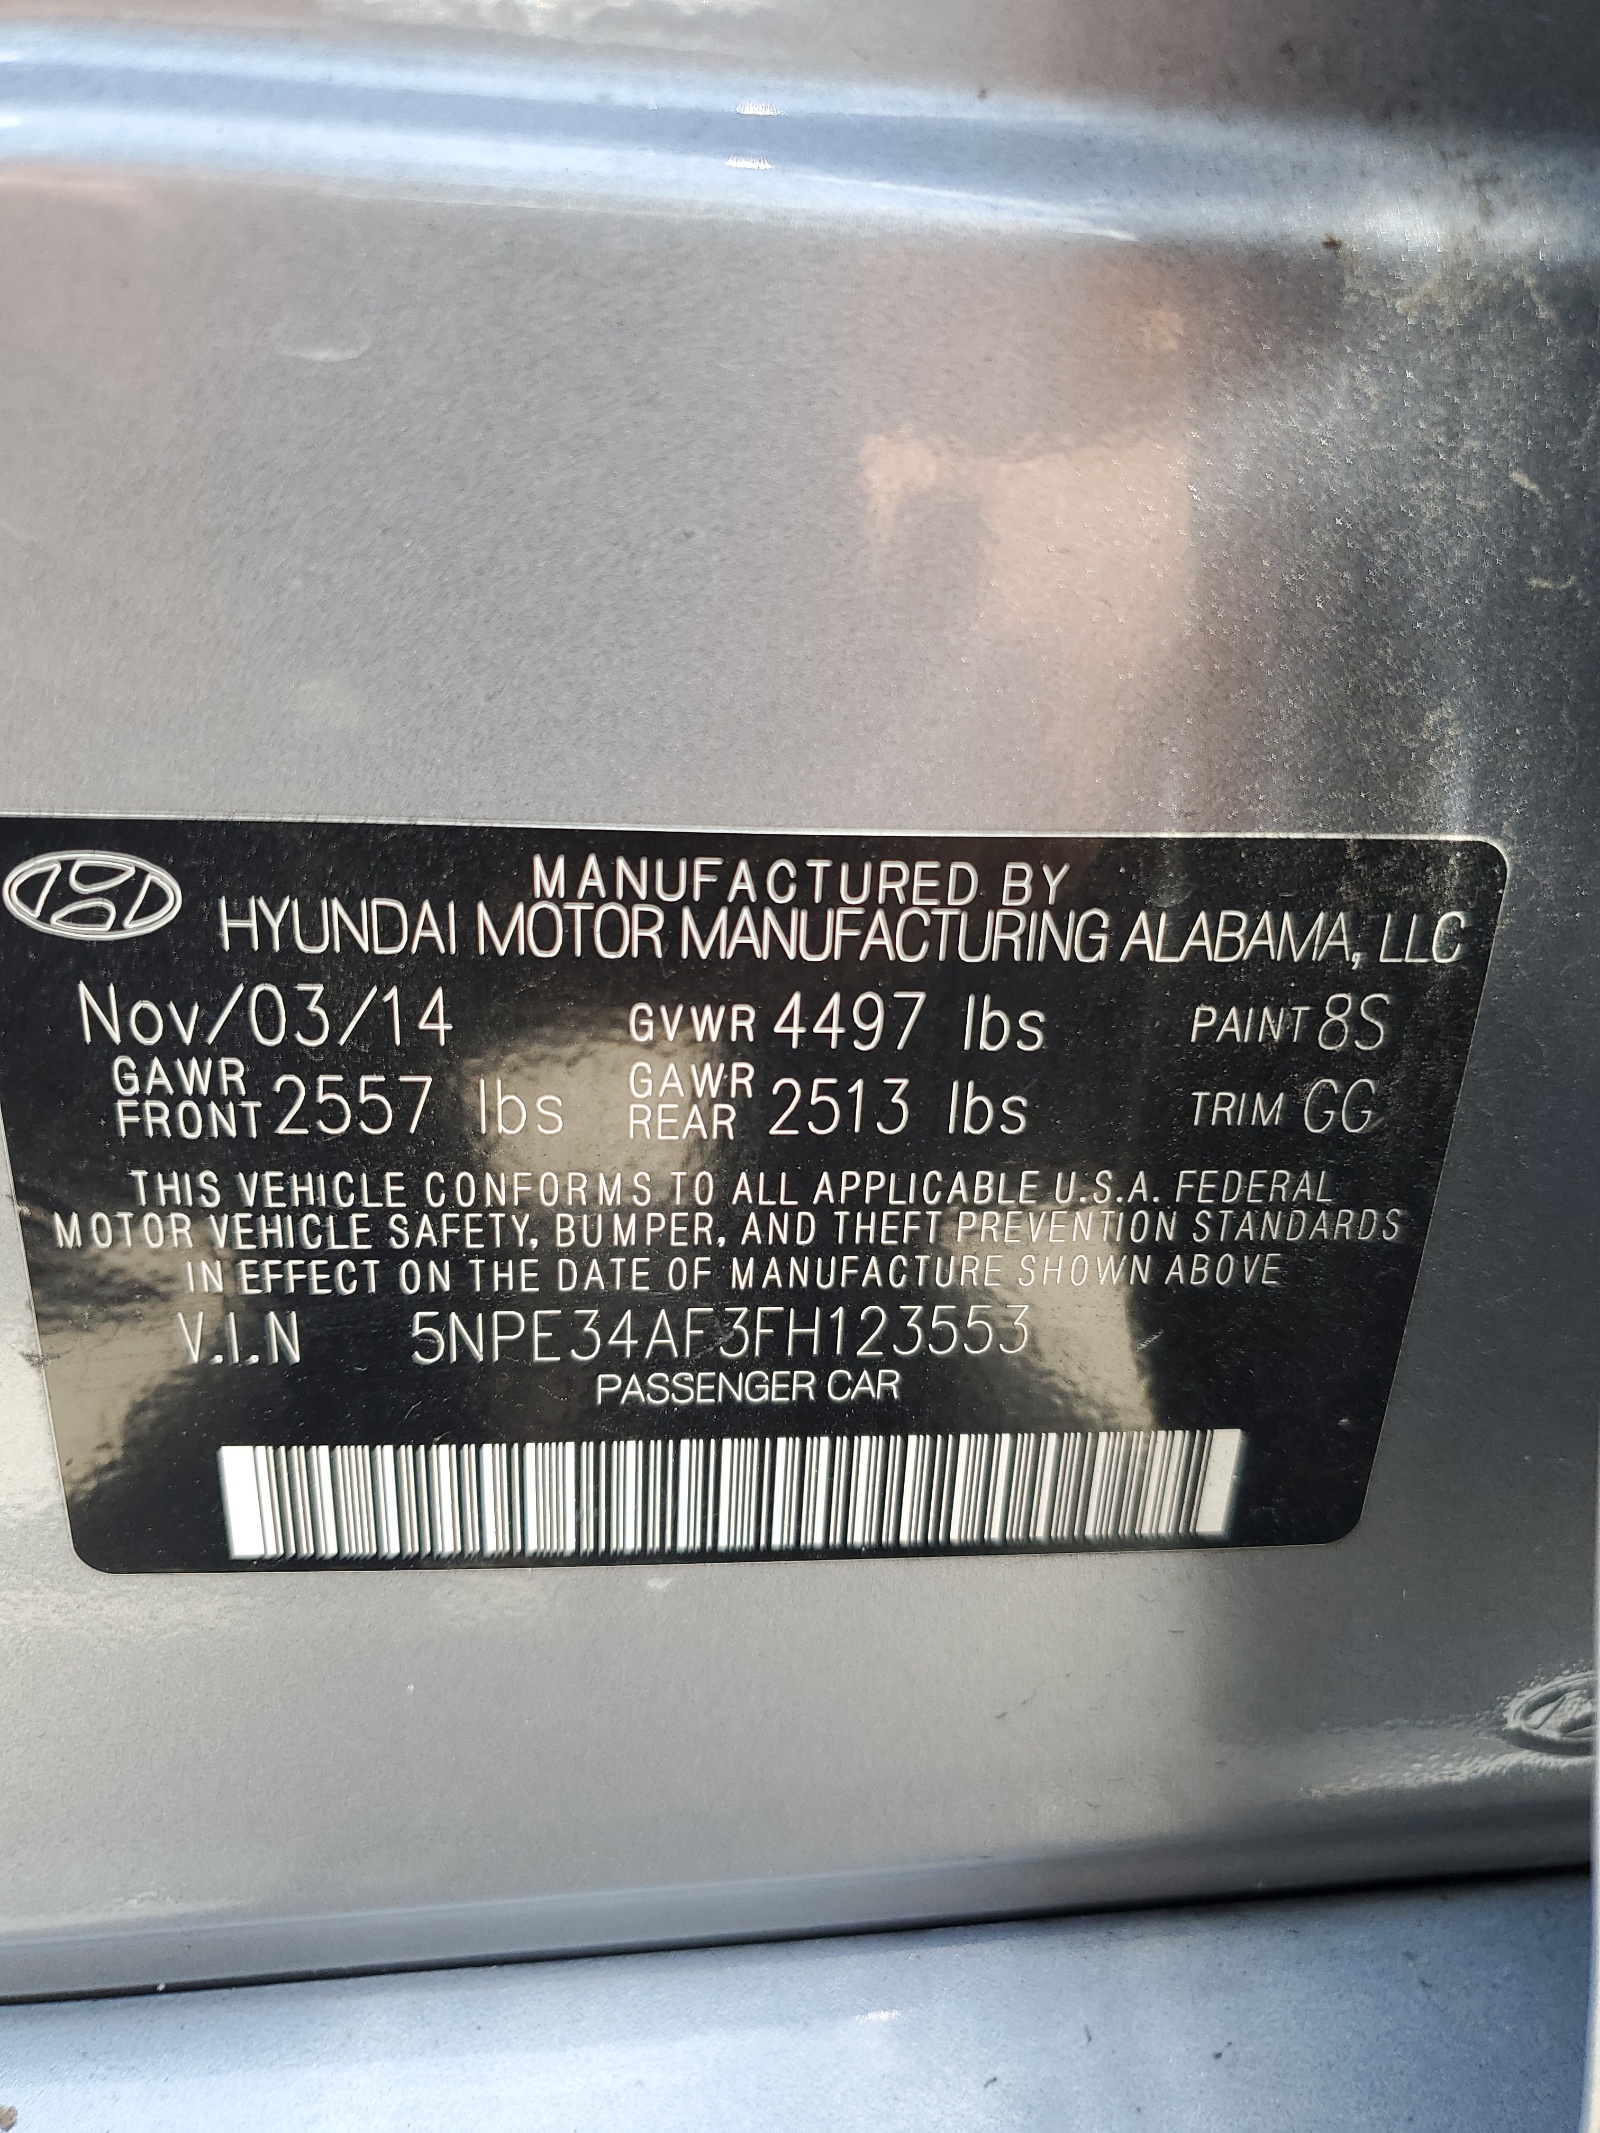 MANUFACTURED BY
HYUNDAI MOTOR MANUFACTURING ALABAMA, LLC
Nov/03/14 GVWR 4497 lbs PAINT 8S
GAWR FRONT 2557 lbs GAWR REAR 2513 lbs TRIM GG
THIS VEHICLE CONFORMS TO ALL APPLICABLE U.S.A. FEDERAL
MOTOR VEHICLE SAFETY, BUMPER, AND THEFT PREVENTION STANDARDS
IN EFFECT ON THE DATE OF MANUFACTURE SHOWN ABOVE
V.I.N 5NPE34AF3FH123553
PASSENGER CAR